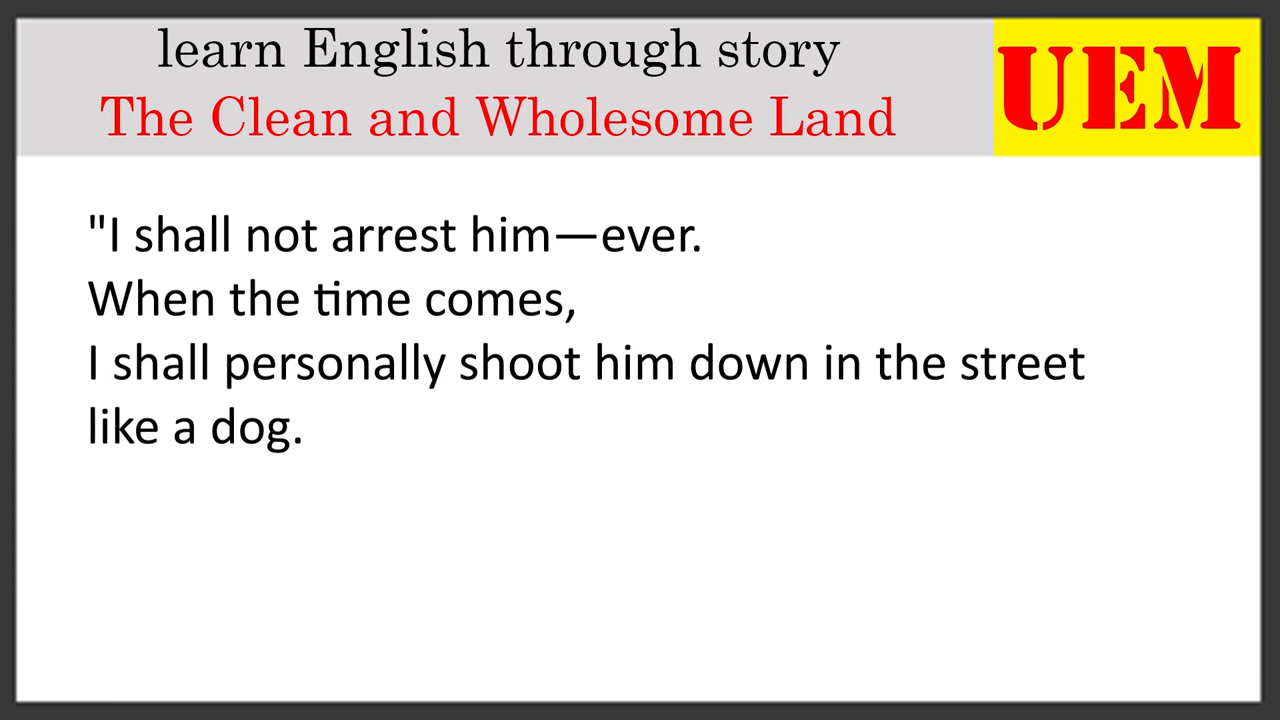 learn English through story
The Clean and Wholesome Land
UEM
"I shall not arrest him—ever.
When the time comes,
I shall personally shoot him down in the street
like a dog.